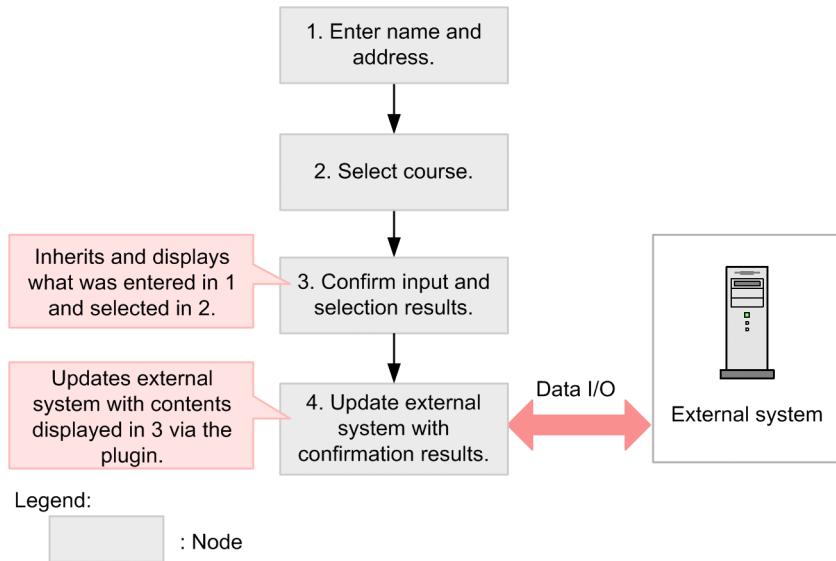 1. Enter name and
address.
2. Select course.
Inherits and displays
what was entered in 1
and selected in 2.
3. Confirm input and
selection results.
Updates external
system with contents
displayed in 3 via the
plugin.
4. Update external
system with
confirmation results.
Data I/O
External system
Legend:
: Node